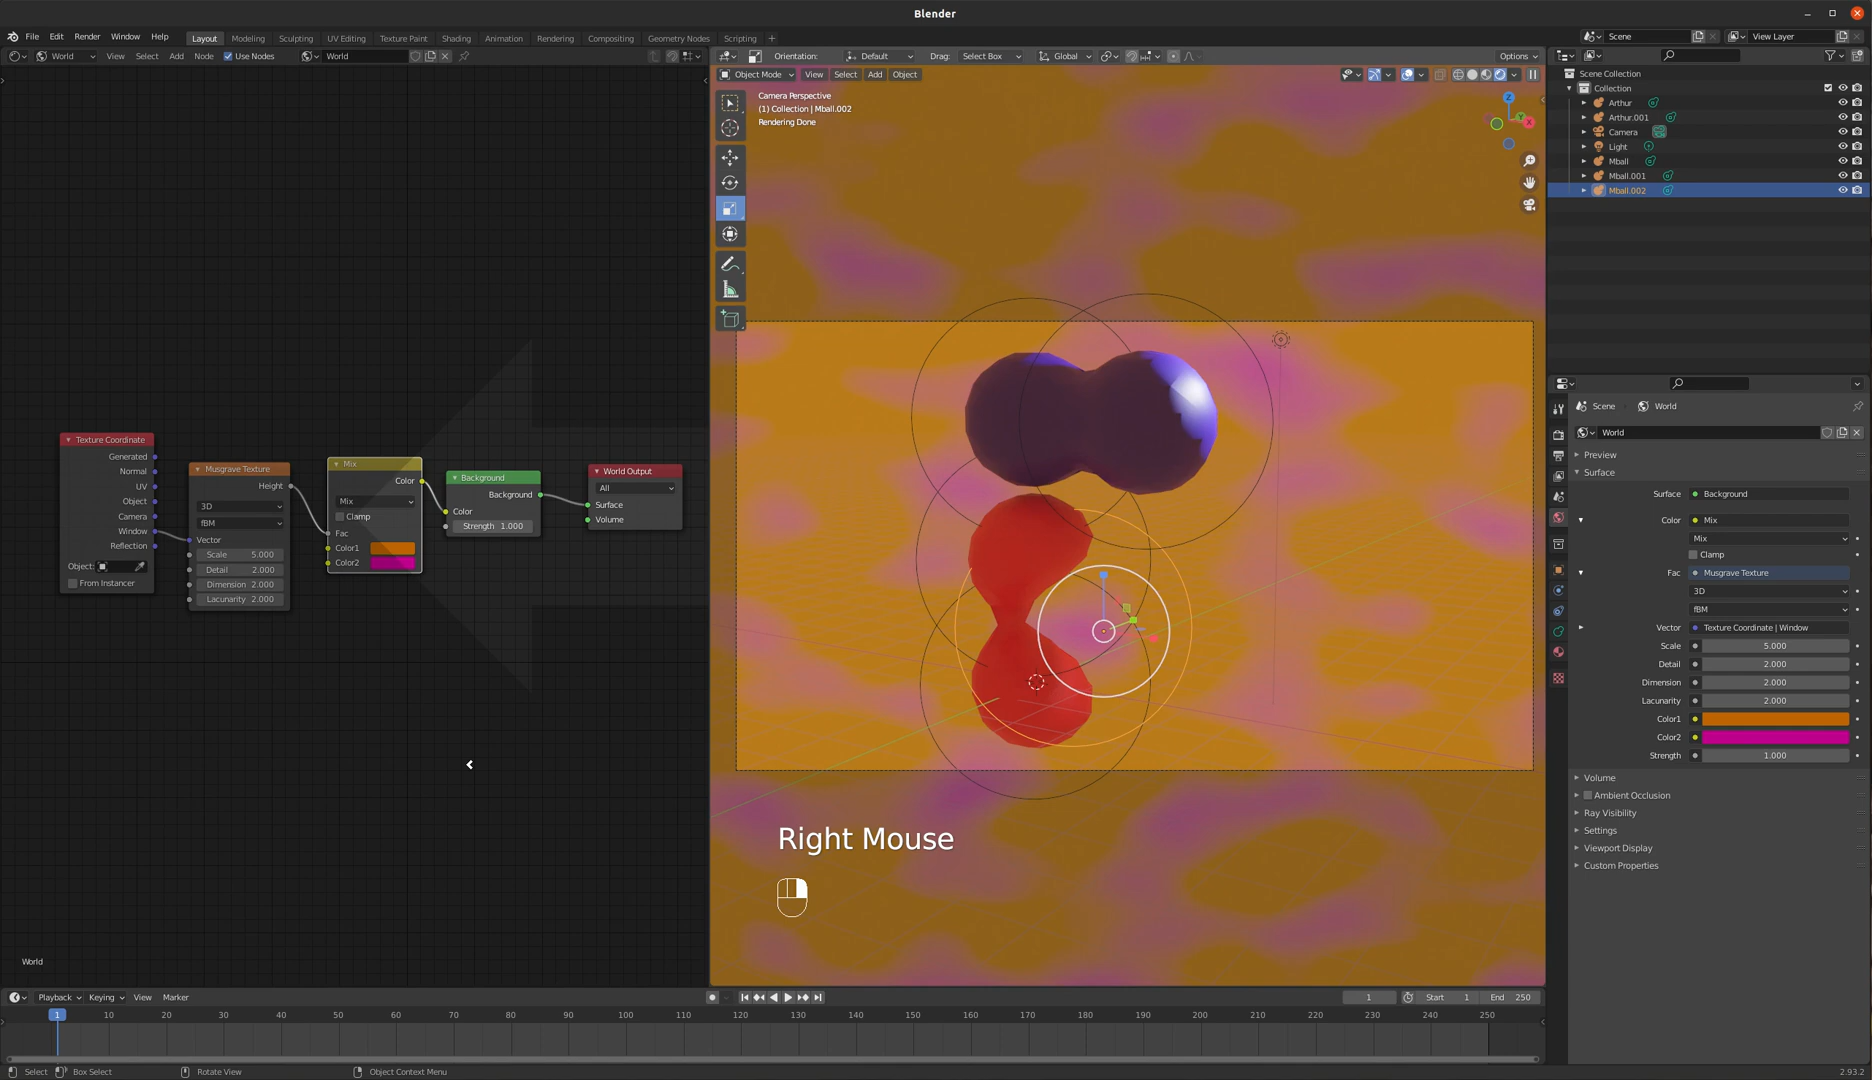 Blender
File Edit Render Window Help Layout Modeling Sculpting UV Editing Texture Paint Shading Animation Rendering Compositing Geometry Nodes Scripting +
Scene View Layer
World View Select Add Node Use Nodes World
Orientation: Default Drag: Select Box Global Options
Object Mode View Select Add Object
Camera Perspective
(1) Collection | Mball.002
Rendering Done
Z
Y
X
Scene Collection
Collection
Arthur
Arthur.001
Camera
Light
Mball
Mball.001
Mball.002
Texture Coordinate
Generated
Normal
UV
Object
Camera
Window
Reflection
Object:
From Instancer
Musgrave Texture
Height
3D
fBM
Vector
Scale 5.000
Detail 2.000
Dimension 2.000
Lacunarity 2.000
Mix
Color
Mix
Clamp
Fac
Color1
Color2
Background
Background
Color
Strength 1.000
World Output
All
Surface
Volume
World
Right Mouse
Scene World
World
Preview
Surface
Surface Background
Color Mix
Mix
Clamp
Fac Musgrave Texture
3D
fBM
Vector Texture Coordinate | Window
Scale 5.000
Detail 2.000
Dimension 2.000
Lacunarity 2.000
Color1
Color2
Strength 1.000
Volume
Ambient Occlusion
Ray Visibility
Settings
Viewport Display
Custom Properties
Playback Keying View Marker 1 Start 1 End 250
1 10 20 30 40 50 60 70 80 90 100 110 120 130 140 150 160 170 180 190 200 210 220 230 240 250
Select Box Select Rotate View Object Context Menu 2.93.2